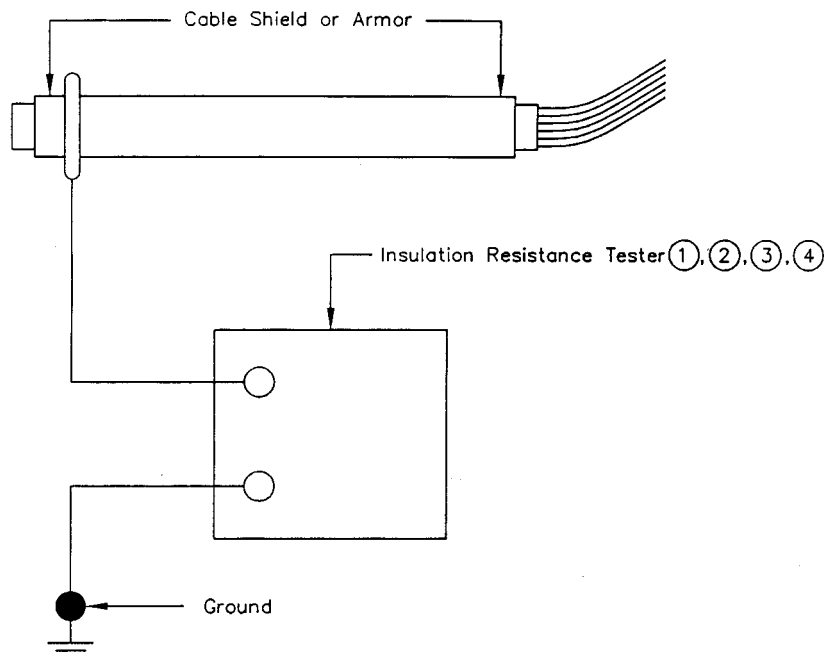 Cable Shield or Armor
Insulation Resistance Tester ①,②,③,④
Ground